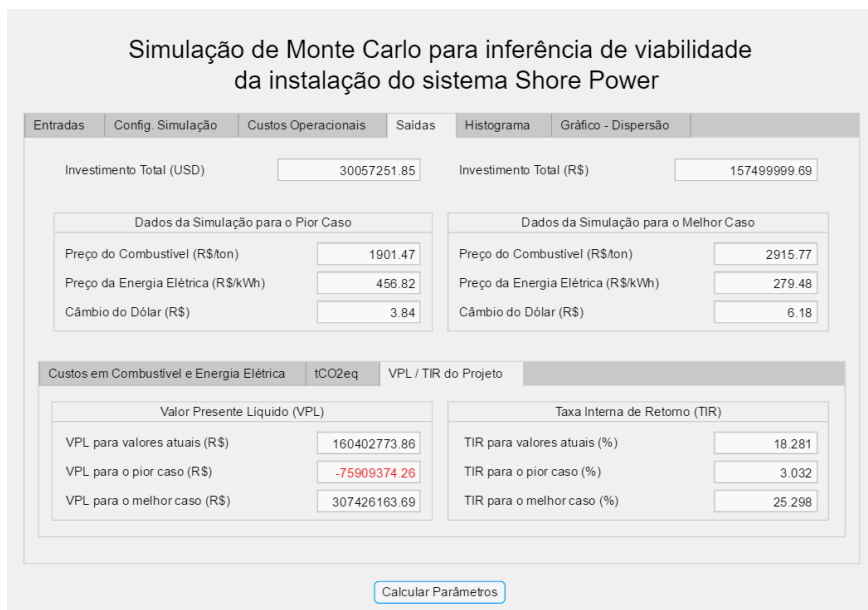 Simulação de Monte Carlo para inferência de viabilidade
da instalação do sistema Shore Power
Entradas Config. Simulação Custos Operacionais Saídas Histograma Gráfico - Dispersão
Investimento Total (USD) 30057251.85 Investimento Total (R$) 157499999.69
Dados da Simulação para o Pior Caso Dados da Simulação para o Melhor Caso
Preço do Combustível (R$/ton) 1901.47 Preço do Combustível (R$/ton) 2915.77
Preço da Energia Elétrica (R$/kWh) 456.82 Preço da Energia Elétrica (R$/kWh) 279.48
Câmbio do Dólar (R$) 3.84 Câmbio do Dólar (R$) 6.18
Custos em Combustível e Energia Elétrica tCO2eq VPL / TIR do Projeto
Valor Presente Líquido (VPL) Taxa Interna de Retorno (TIR)
VPL para valores atuais (R$) 160402773.86 TIR para valores atuais (%) 18.281
VPL para o pior caso (R$) -75909374.26 TIR para o pior caso (%) 3.032
VPL para o melhor caso (R$) 307426163.69 TIR para o melhor caso (%) 25.298
Calcular Parâmetros